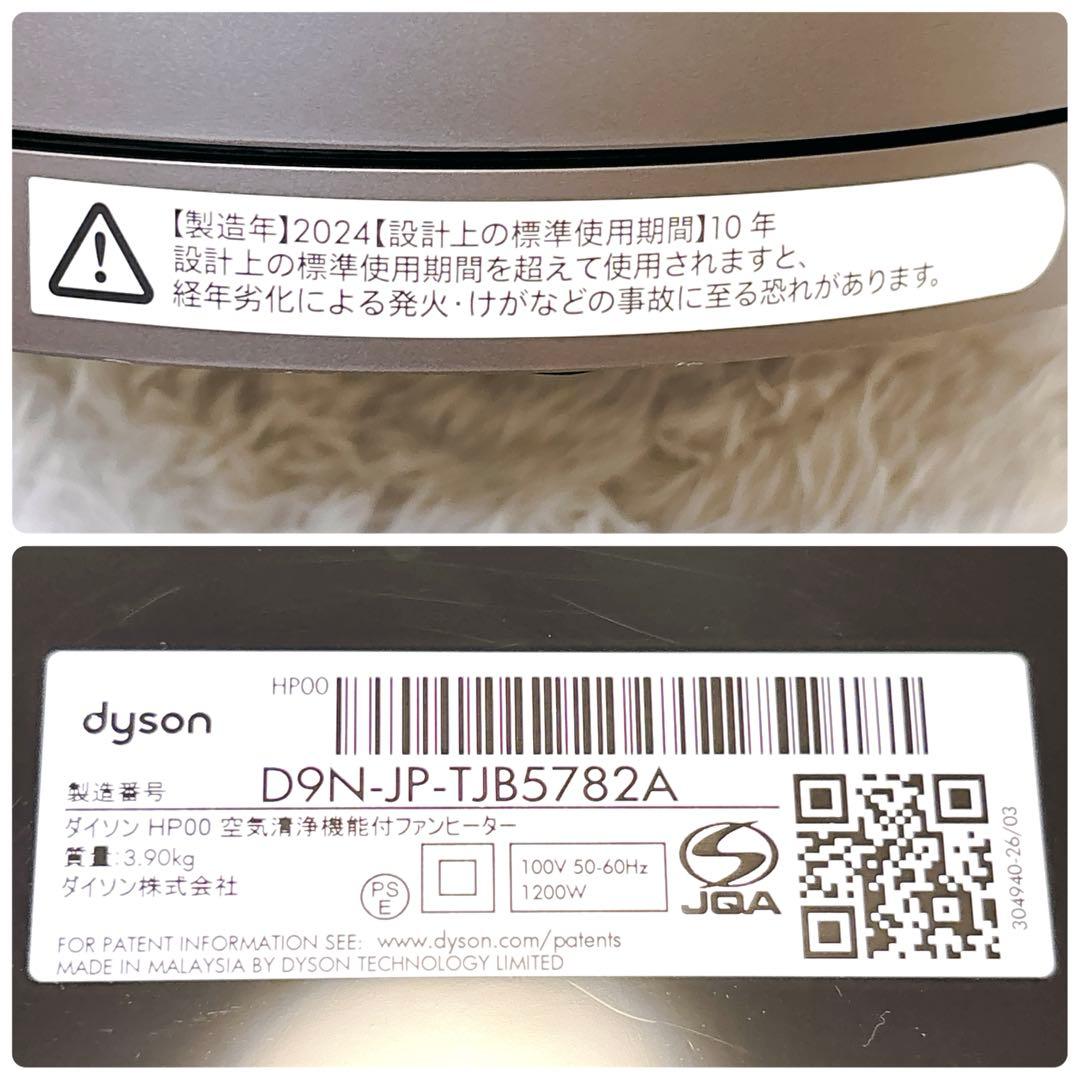 【製造年】2024【設計上の標準使用期間】10 年
設計上の標準使用期間を超えて使用されますと、
経年劣化による発火・けがなどの事故に至る恐れがあります。
HP00
dyson
製造番号 D9N-JP-TJB5782A
ダイソン HP00 空気清浄機能付ファンヒーター
質量:3.90kg
ダイソン株式会社
PS
E
100V 50-60Hz
1200W
JQA
304940-26/03
FOR PATENT INFORMATION SEE: www.dyson.com/patents
MADE IN MALAYSIA BY DYSON TECHNOLOGY LIMITED